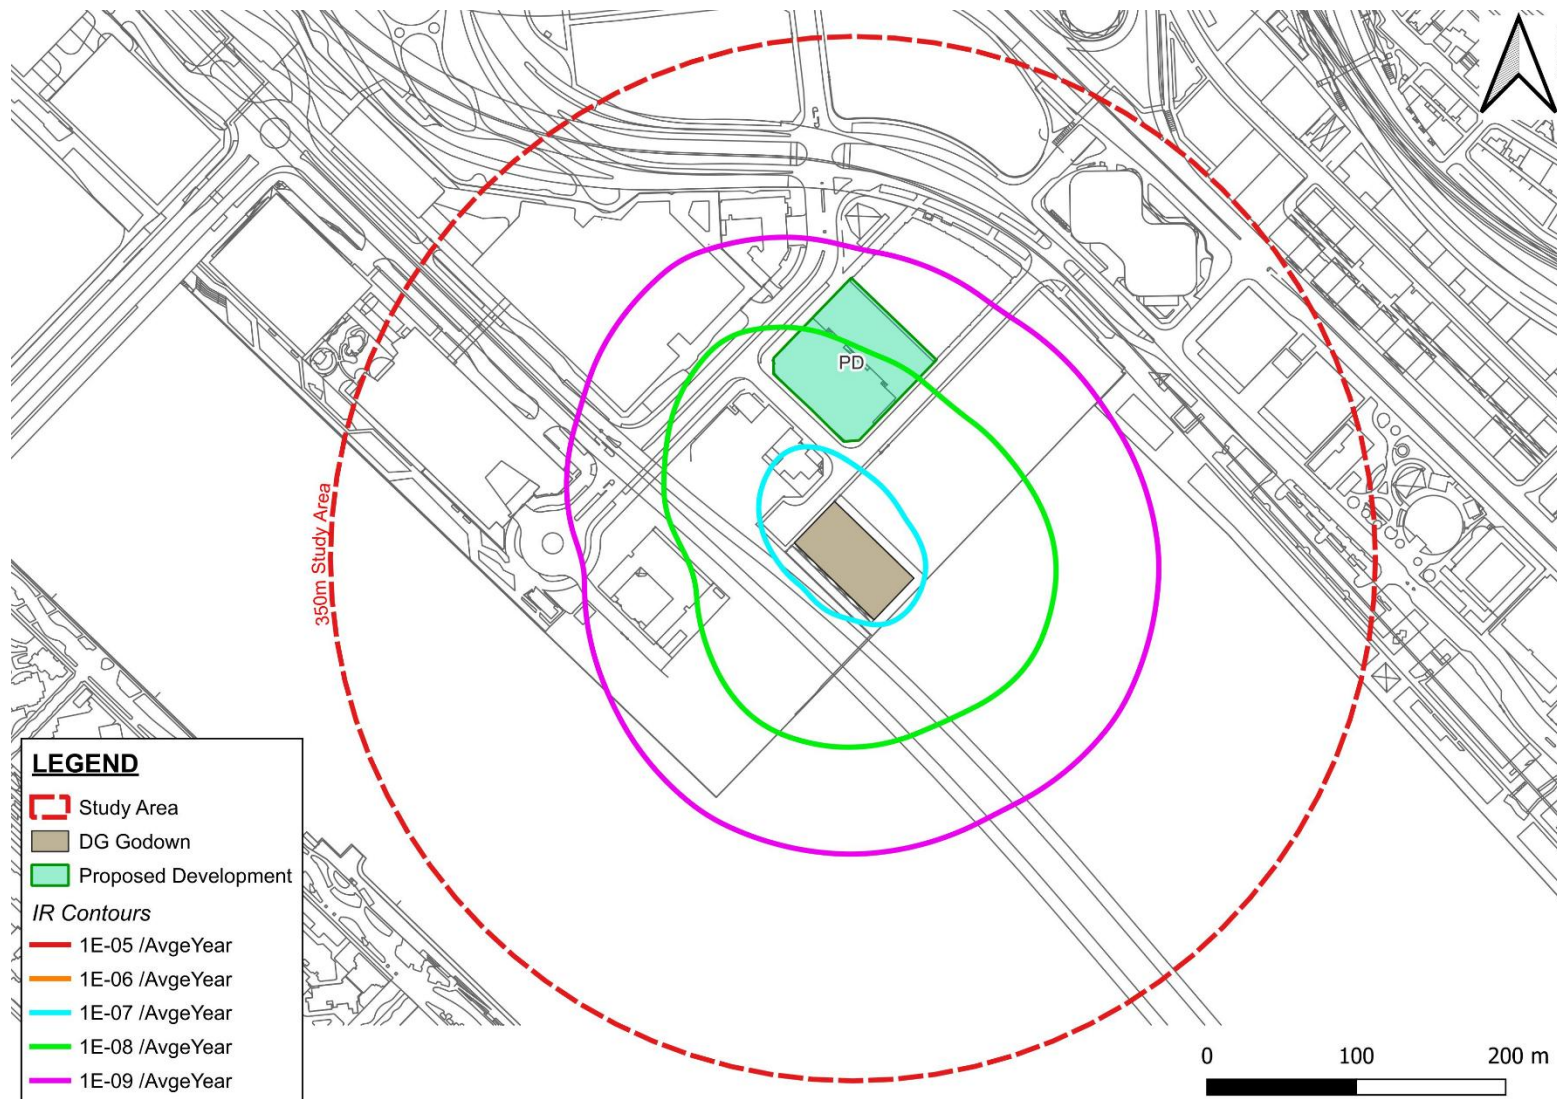 PD
350m Study Area
LEGEND
Study Area
DG Godown
Proposed Development
IR Contours
1E-05 /AvgeYear
1E-06 /AvgeYear
1E-07 /AvgeYear
1E-08 /AvgeYear
1E-09 /AvgeYear
0 100 200 m